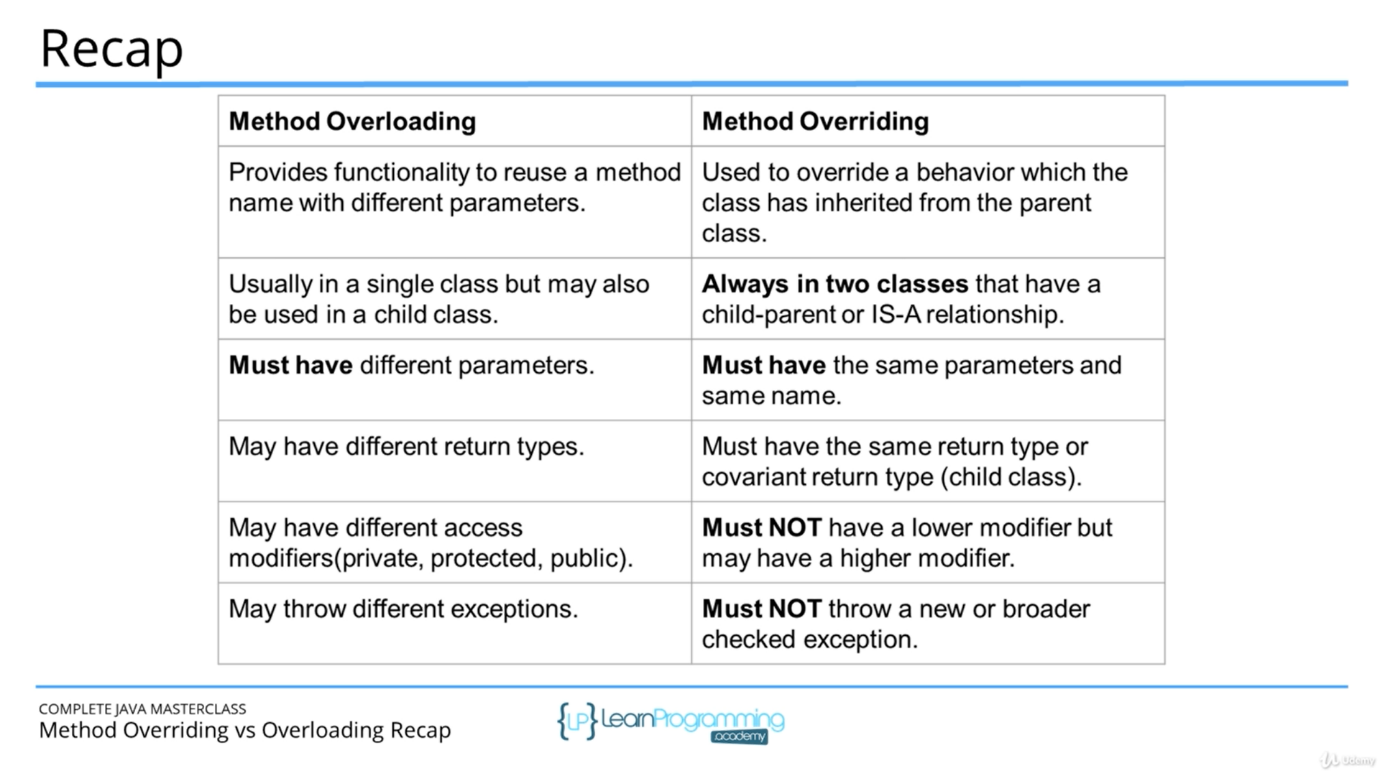 Recap
Method Overloading
Method Overriding
Provides functionality to reuse a method
name with different parameters.
Used to override a behavior which the
class has inherited from the parent
class.
Usually in a single class but may also
be used in a child class.
Always in two classes that have a
child-parent or IS-A relationship.
Must have different parameters.
Must have the same parameters and
same name.
May have different return types.
Must have the same return type or
covariant return type (child class).
May have different access
modifiers(private, protected, public).
Must NOT have a lower modifier but
may have a higher modifier.
May throw different exceptions.
Must NOT throw a new or broader
checked exception.
COMPLETE JAVA MASTERCLASS
Method Overriding vs Overloading Recap
{LP} LearnProgramming
.academy
Udemy